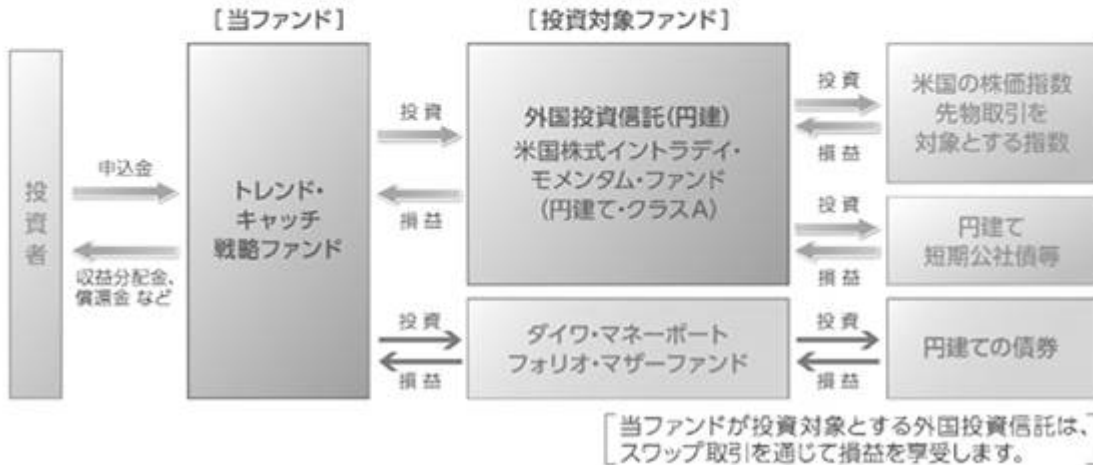 [当ファンド]
[投資対象ファンド]
投資者
申込金
収益分配金、
償還金 など
トレンド・
キャッチ
戦略ファンド
投 資
損 益
外国投資信託(円建)
米国株式イントラデイ・
モメンタム・ファンド
(円建て・クラスA)
投 資
損 益
米国の株価指数
先物取引を
対象とする指数
投 資
損 益
円建て
短期公社債等
投 資
損 益
ダイワ・マネーポート
フォリオ・マザーファンド
投 資
損 益
円建ての債券
[当ファンドが投資対象とする外国投資信託は、
スワップ取引を通じて損益を享受します。]